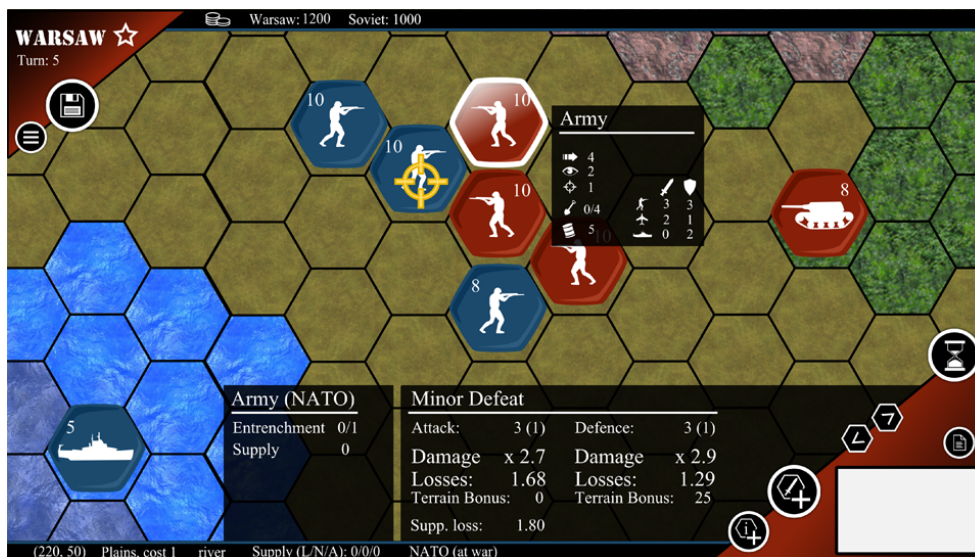 Warsaw: 1200 Soviet: 1000
WARSAW
Turn: 5
10
10
10
10
10
8
8
5
Army
4
2
1
0/4
5
3 3
2 1
0 2
Army (NATO)
Entrenchment 0/1
Supply 0
Minor Defeat
Attack: 3 (1) Defence: 3 (1)
Damage x 2.7 Damage x 2.9
Losses: 1.68 Losses: 1.29
Terrain Bonus: 0 Terrain Bonus: 25
Supp. loss: 1.80
(220, 50) Plains, cost 1 river Supply (L/N/A): 0/0/0 NATO (at war)